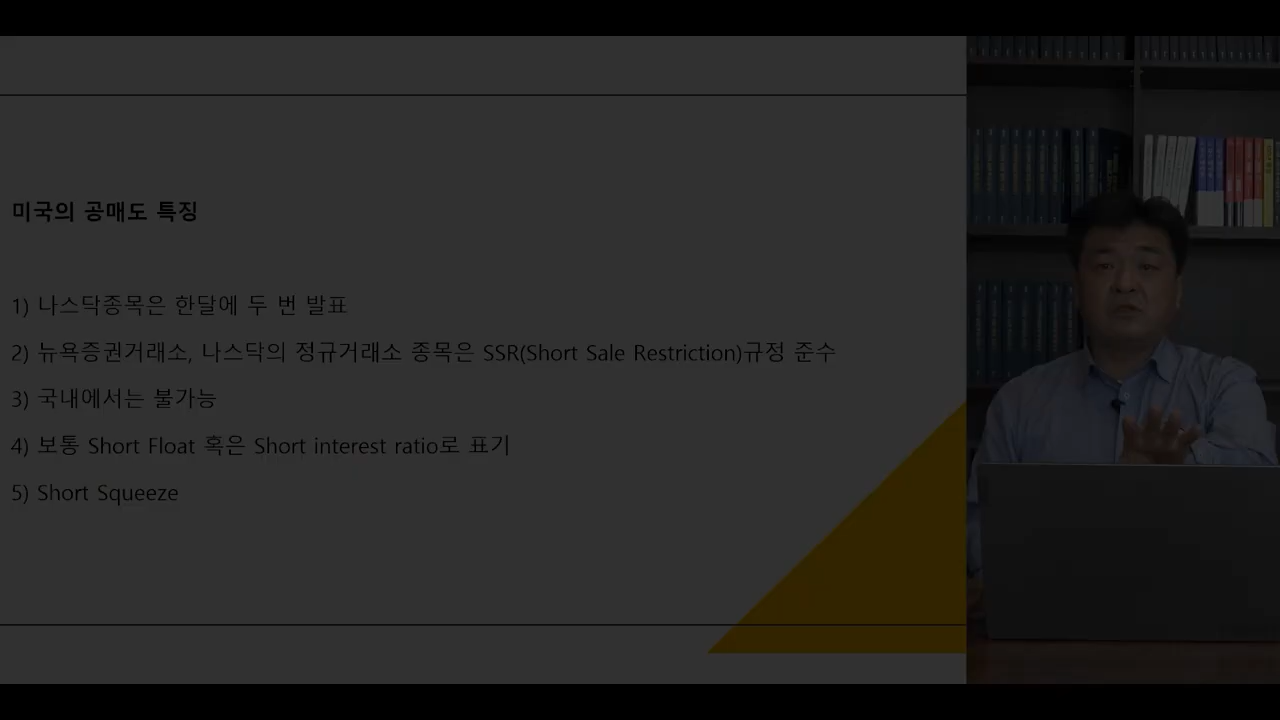 미국의 공매도 특징
1) 나스닥종목은 한달에 두 번 발표
2) 뉴욕증권거래소, 나스닥의 정규거래소 종목은 SSR(Short Sale Restriction)규정 준수
3) 국내에서는 불가능
4) 보통 Short Float 혹은 Short interest ratio로 표기
5) Short Squeeze